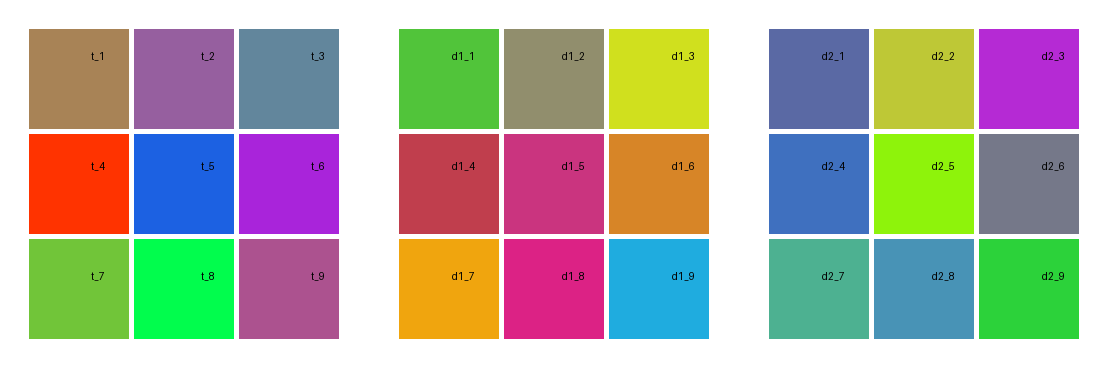 t_1 t_2 t_3 d1_1 d1_2 d1_3 d2_1 d2_2 d2_3
t_4 t_5 t_6 d1_4 d1_5 d1_6 d2_4 d2_5 d2_6
t_7 t_8 t_9 d1_7 d1_8 d1_9 d2_7 d2_8 d2_9